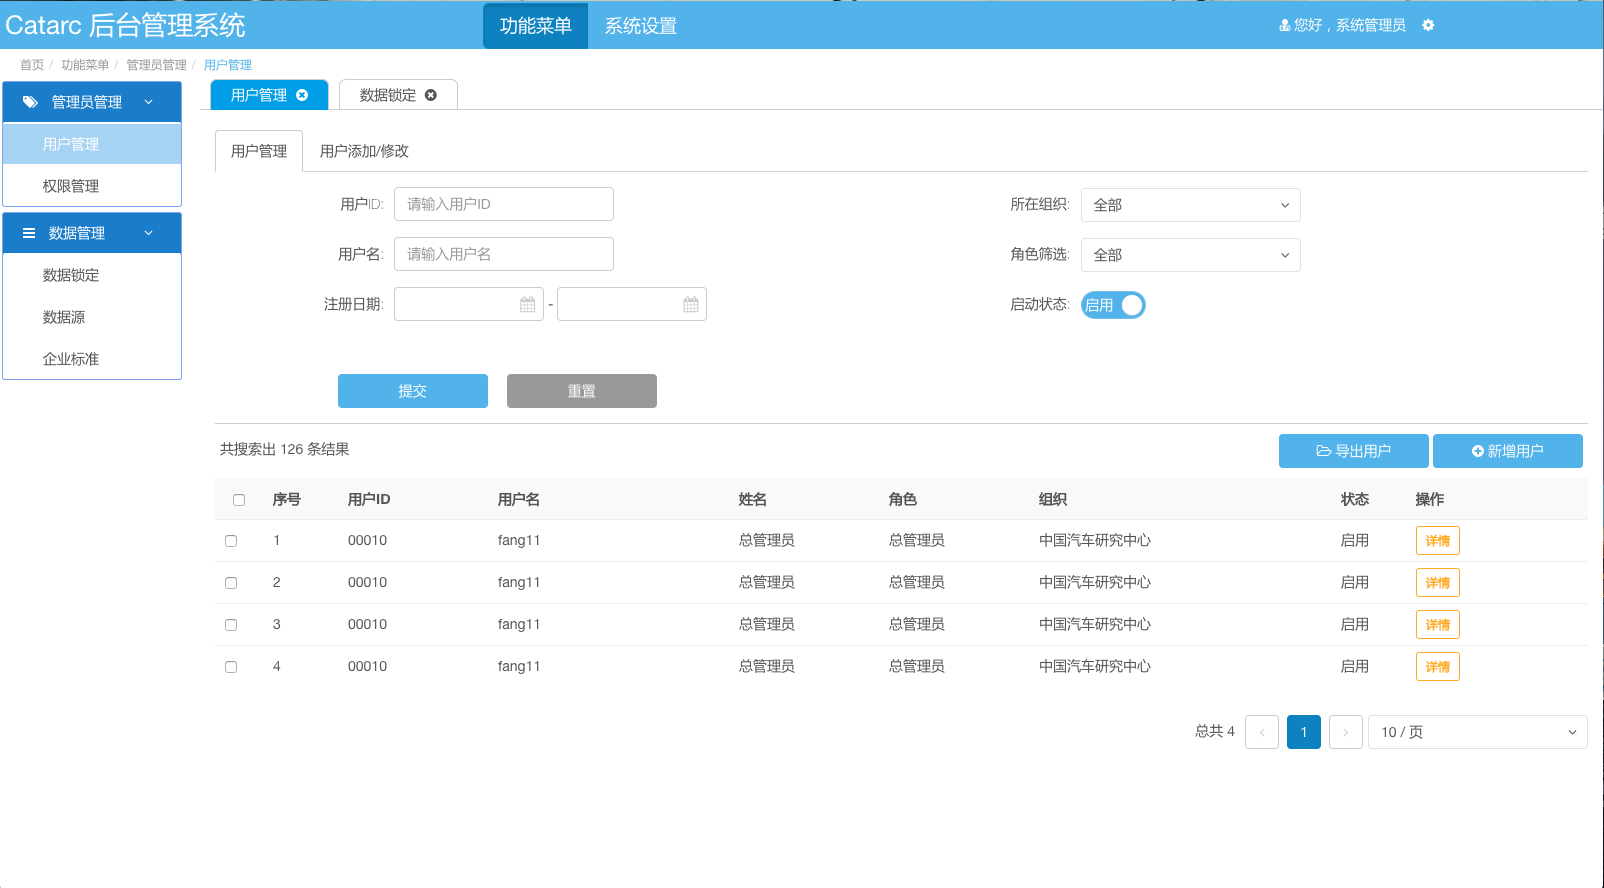 Catarc 后台管理系统 功能菜单 系统设置 您好，系统管理员
首页 / 功能菜单 / 管理员管理 / 用户管理
管理员管理
用户管理
权限管理
数据管理
数据锁定
数据源
企业标准
用户管理 数据锁定
用户管理 用户添加/修改
用户ID: 请输入用户ID 所在组织: 全部
用户名: 请输入用户名 角色筛选: 全部
注册日期: - 启动状态: 启用
提交 重置
共搜索出 126 条结果 导出用户 新增用户
序号 用户ID 用户名 姓名 角色 组织 状态 操作
1 00010 fang11 总管理员 总管理员 中国汽车研究中心 启用 详情
2 00010 fang11 总管理员 总管理员 中国汽车研究中心 启用 详情
3 00010 fang11 总管理员 总管理员 中国汽车研究中心 启用 详情
4 00010 fang11 总管理员 总管理员 中国汽车研究中心 启用 详情
总共 4 < 1 > 10 / 页